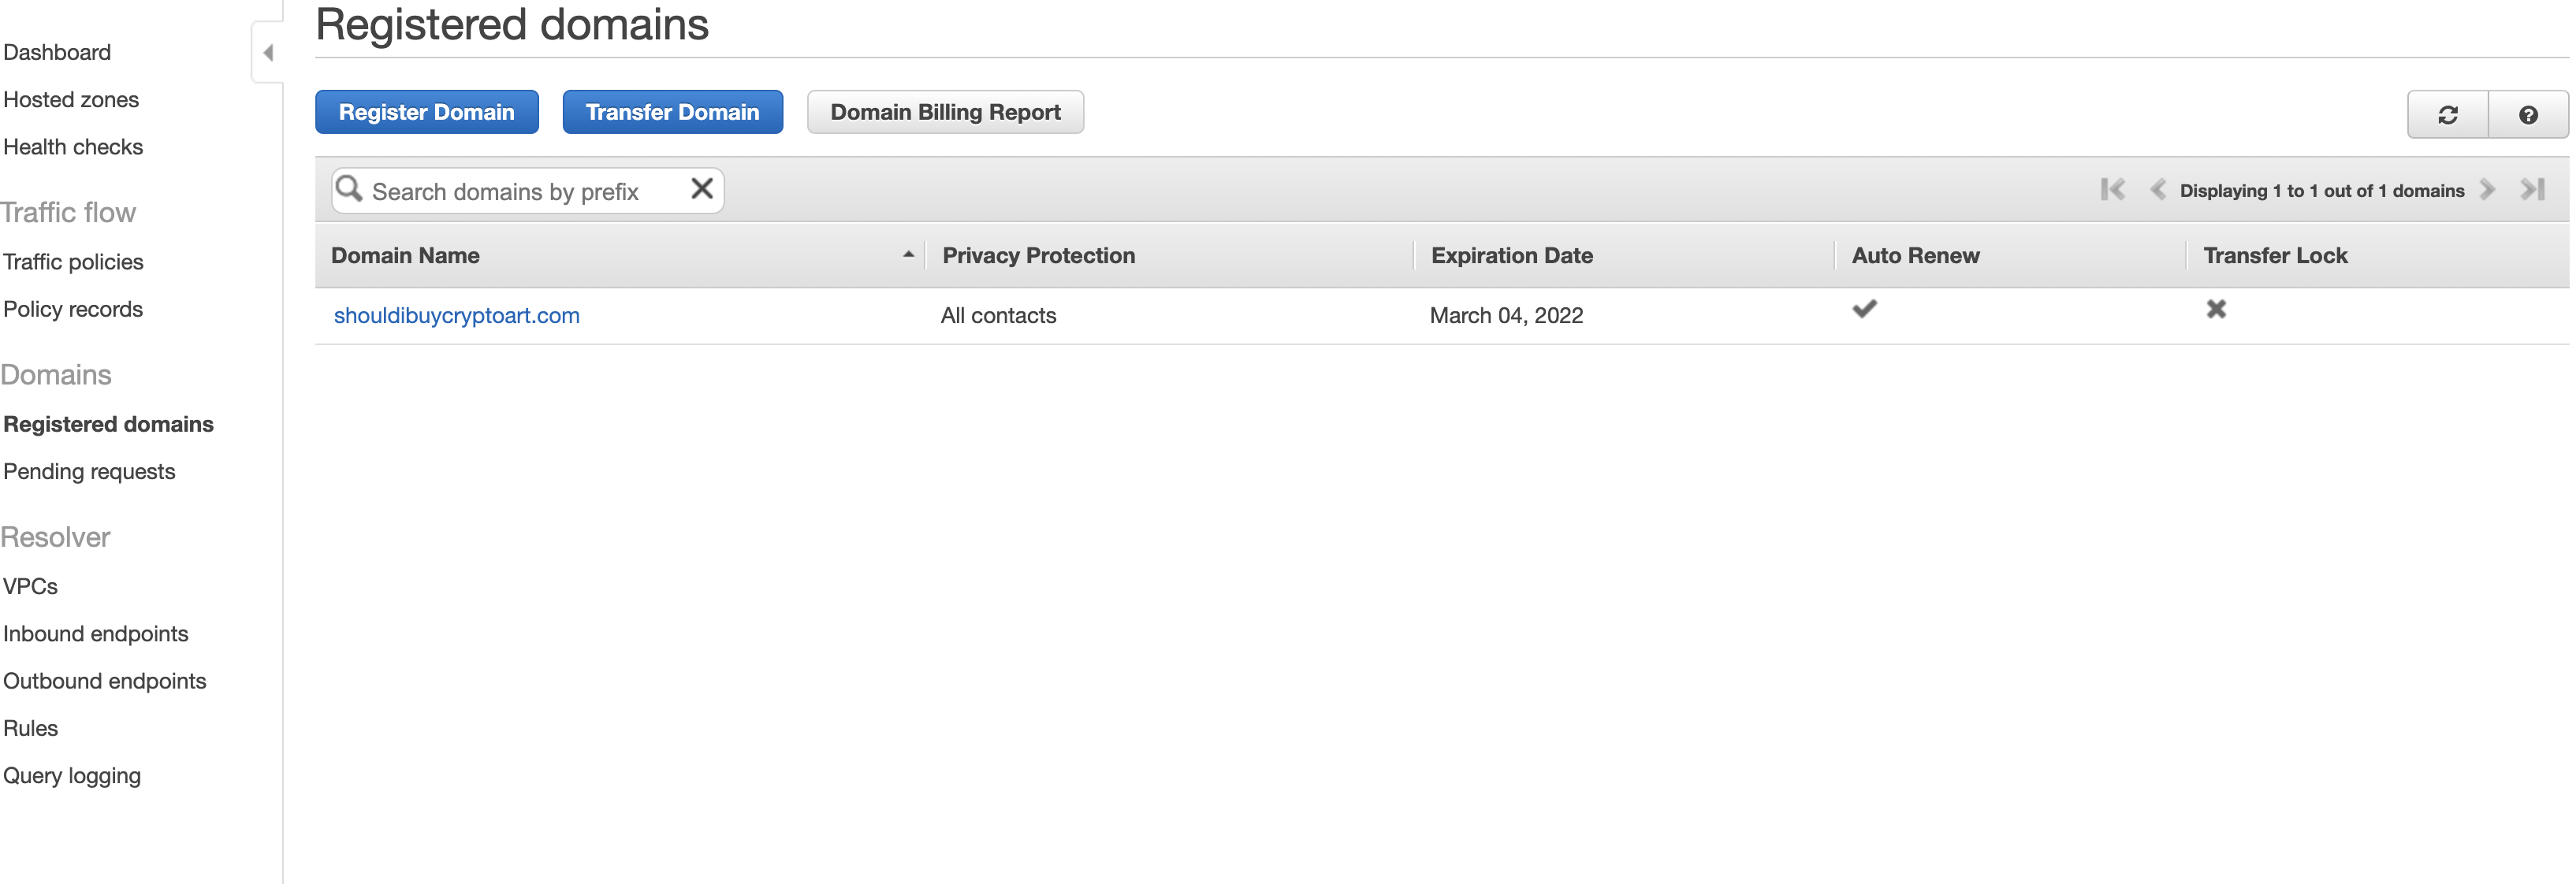 Registered domains
Dashboard
Hosted zones
Health checks
Traffic flow
Traffic policies
Policy records
Domains
Registered domains
Pending requests
Resolver
VPCs
Inbound endpoints
Outbound endpoints
Rules
Query logging
Register Domain
Transfer Domain
Domain Billing Report
Search domains by prefix
Displaying 1 to 1 out of 1 domains
Domain Name Privacy Protection Expiration Date Auto Renew Transfer Lock
shouldibuycryptoart.com All contacts March 04, 2022